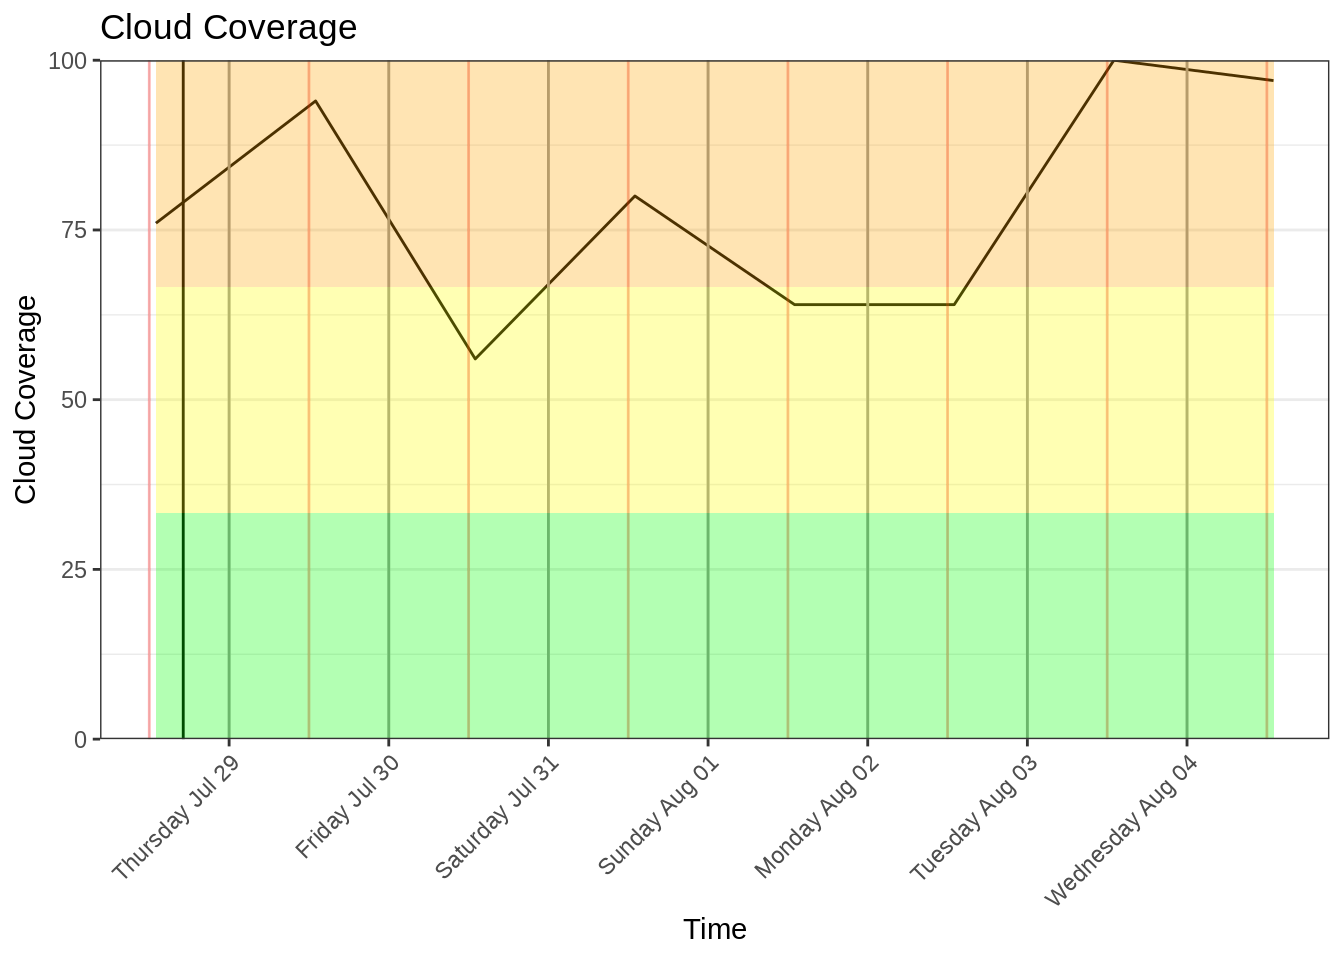 Cloud Coverage
Cloud Coverage
100
75
50
25
0
Thursday Jul 29
Friday Jul 30
Saturday Jul 31
Sunday Aug 01
Monday Aug 02
Tuesday Aug 03
Wednesday Aug 04
Time